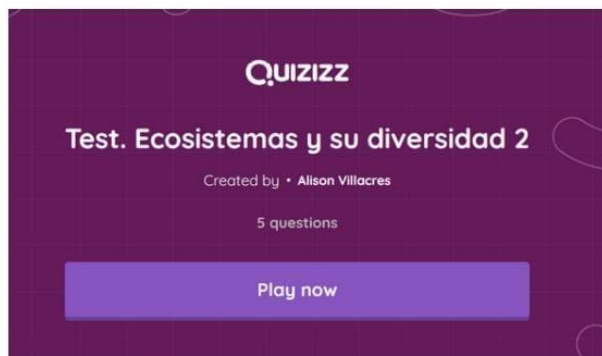 Quizizz
Test. Ecosistemas y su diversidad 2
Created by • Alison Villacres
5 questions
Play now